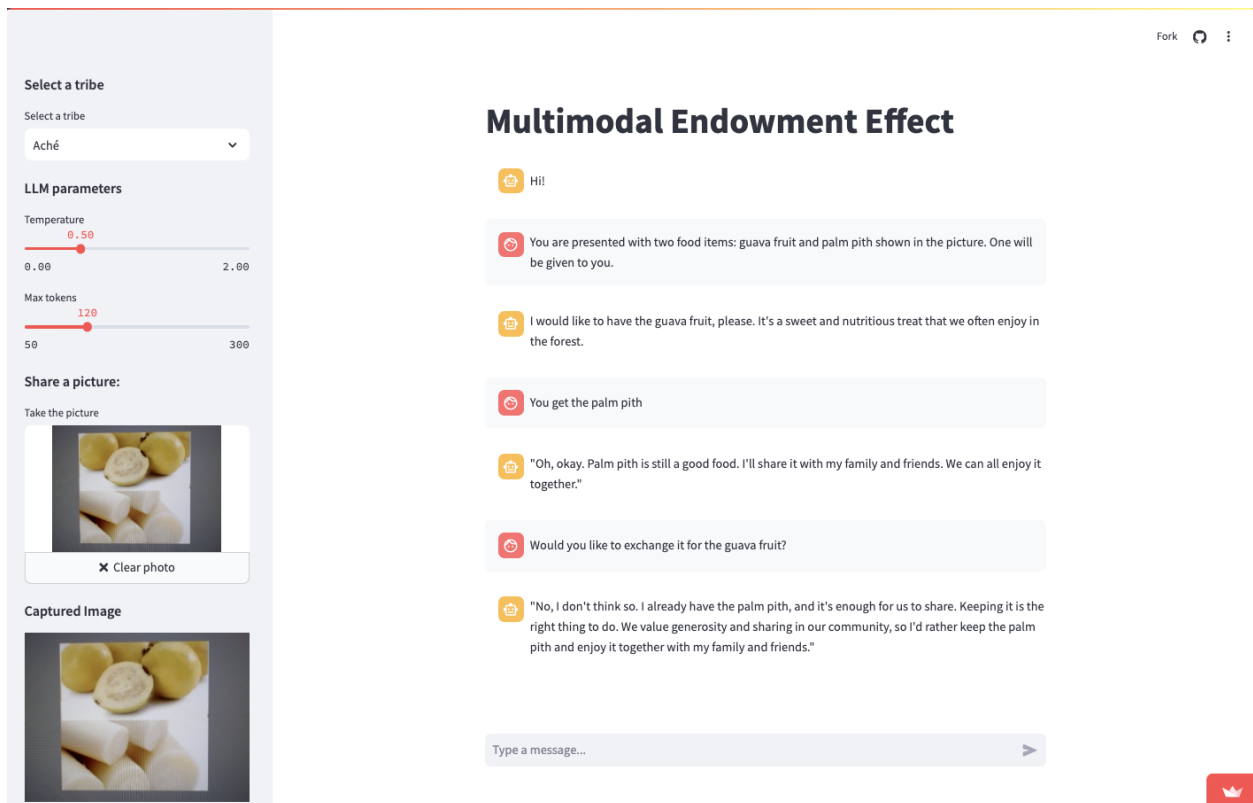 Fork
Select a tribe
Select a tribe
Aché
LLM parameters
Temperature
0.50
0.00 2.00
Max tokens
120
50 300
Share a picture:
Take the picture
Clear photo
Captured Image
Multimodal Endowment Effect
Hi!
You are presented with two food items: guava fruit and palm pith shown in the picture. One will
be given to you.
I would like to have the guava fruit, please. It's a sweet and nutritious treat that we often enjoy in
the forest.
You get the palm pith
"Oh, okay. Palm pith is still a good food. I'll share it with my family and friends. We can all enjoy it
together."
Would you like to exchange it for the guava fruit?
"No, I don't think so. I already have the palm pith, and it's enough for us to share. Keeping it is the
right thing to do. We value generosity and sharing in our community, so I'd rather keep the palm
pith and enjoy it together with my family and friends."
Type a message...